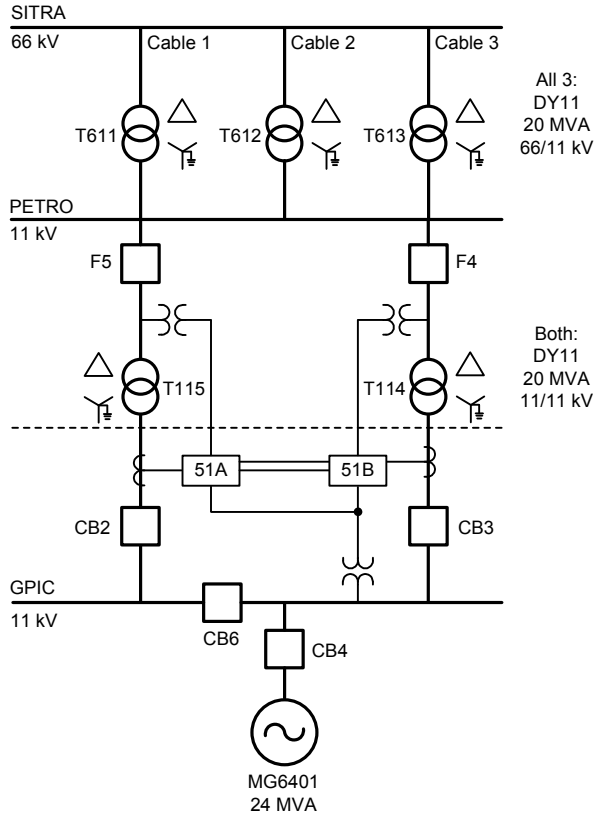 SITRA
66 kV
Cable 1
Cable 2
Cable 3
T611
T612
T613
All 3:
DY11
20 MVA
66/11 kV
PETRO
11 kV
F5
F4
T115
T114
Both:
DY11
20 MVA
11/11 kV
51A
51B
CB2
CB3
GPIC
11 kV
CB6
CB4
MG6401
24 MVA